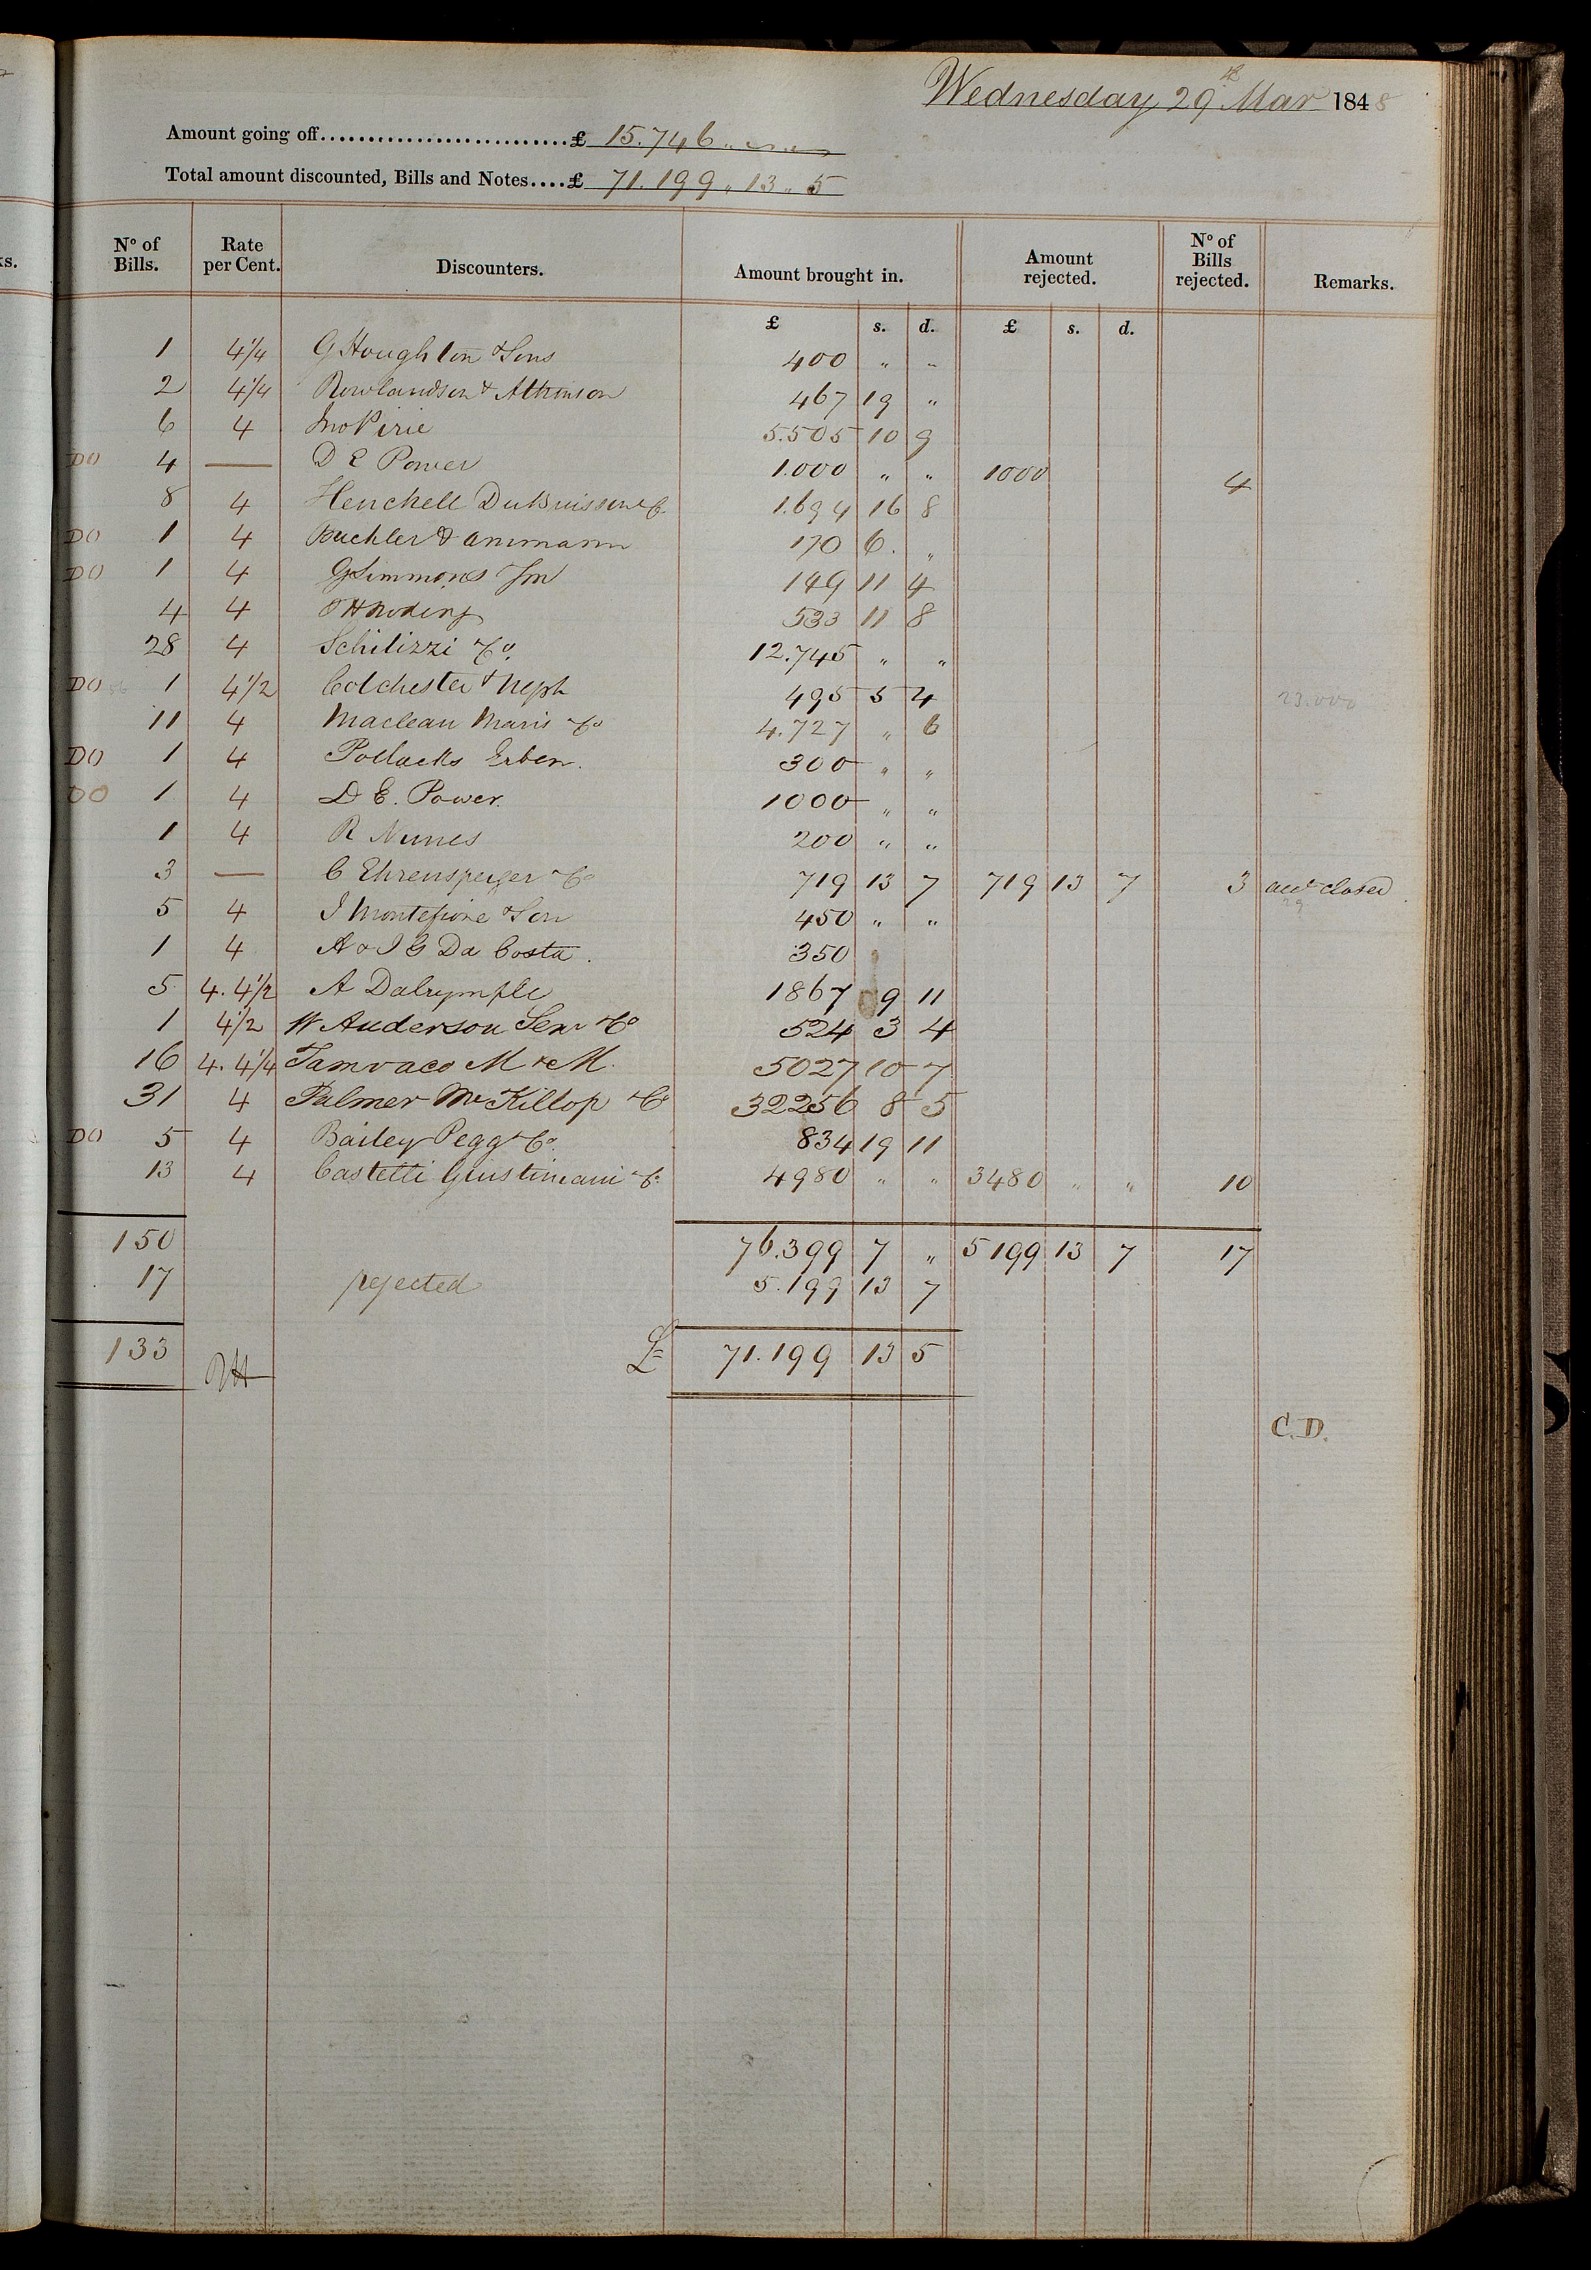 Wednesday 29th Mar 1848
Amount going off...........................£ 15.746 „ „ „
Total amount discounted, Bills and Notes....£ 71.199 „ 13 „ 5
No of Bills. Rate per Cent. Discounters. Amount brought in. Amount rejected. No of Bills rejected. Remarks.
£ s. d. £ s. d.
1 4 1/4 G Houghton & Sons 400 „ „
2 4 1/4 Rowlandson & Atkinson 467 19 „
6 4 Jno Pirie 5.505 10 9
DO 4 — D E Power 1.000 „ „ 1000 4
8 4 Henckell DuBuisson & Co 1.694 16 8
DO 1 4 Buchler & Ammann 170 6. „
DO 1 4 G Simmons Jun 149 11 4
4 4 533 11 8
28 4 Schilizzi & Co. 12.745 „ „
DO 1 4 1/2 Colchester & Neph 495 5 4 23.000
11 4 Maclean Maris & Co 4.727 „ 6
DO 1 4 Pollacks Erben. 300 „ „
DO 1 4 D E. Power. 1000 „ „
1 4 R Nunes 200 „ „
3 — C Ehrensperger & Co 719 13 7 719 13 7 3 acct closed
29
5 4 J Montefiore & Son 450 „ „
1 4 A & J G Da Costa. 350
5 4. 4 1/2 A Dalrymple 1867 9 11
1 4 1/2 W Anderson Senr & Co 524 3 4
16 4. 4 1/4 Tamvaco M & M. 5027 10 7
31 4 Palmer McKillop & Co 32256 8 5
DO 5 4 Bailey Pegg & Co. 834 19 11
13 4 Castelli Giustiniani & Co 4980 „ „ 3480 „ „ 10
150 76.399 7 „ 5199 13 7 17
17 rejected 5.199 13 7
133 £ 71.199 13 5
C.D.